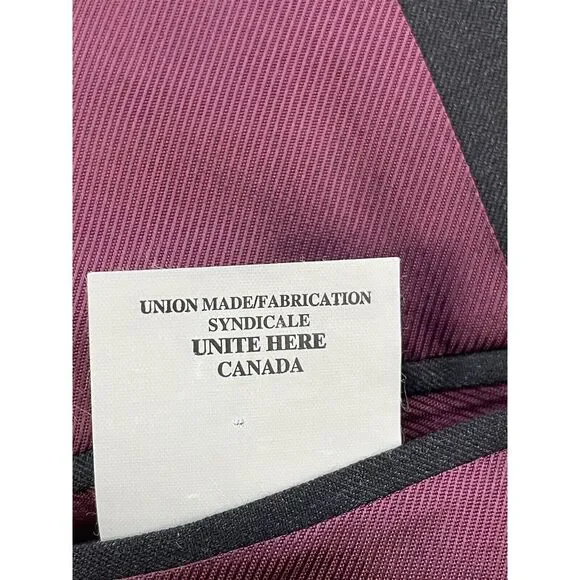 UNION MADE/FABRICATION
SYNDICALE
UNITE HERE
CANADA